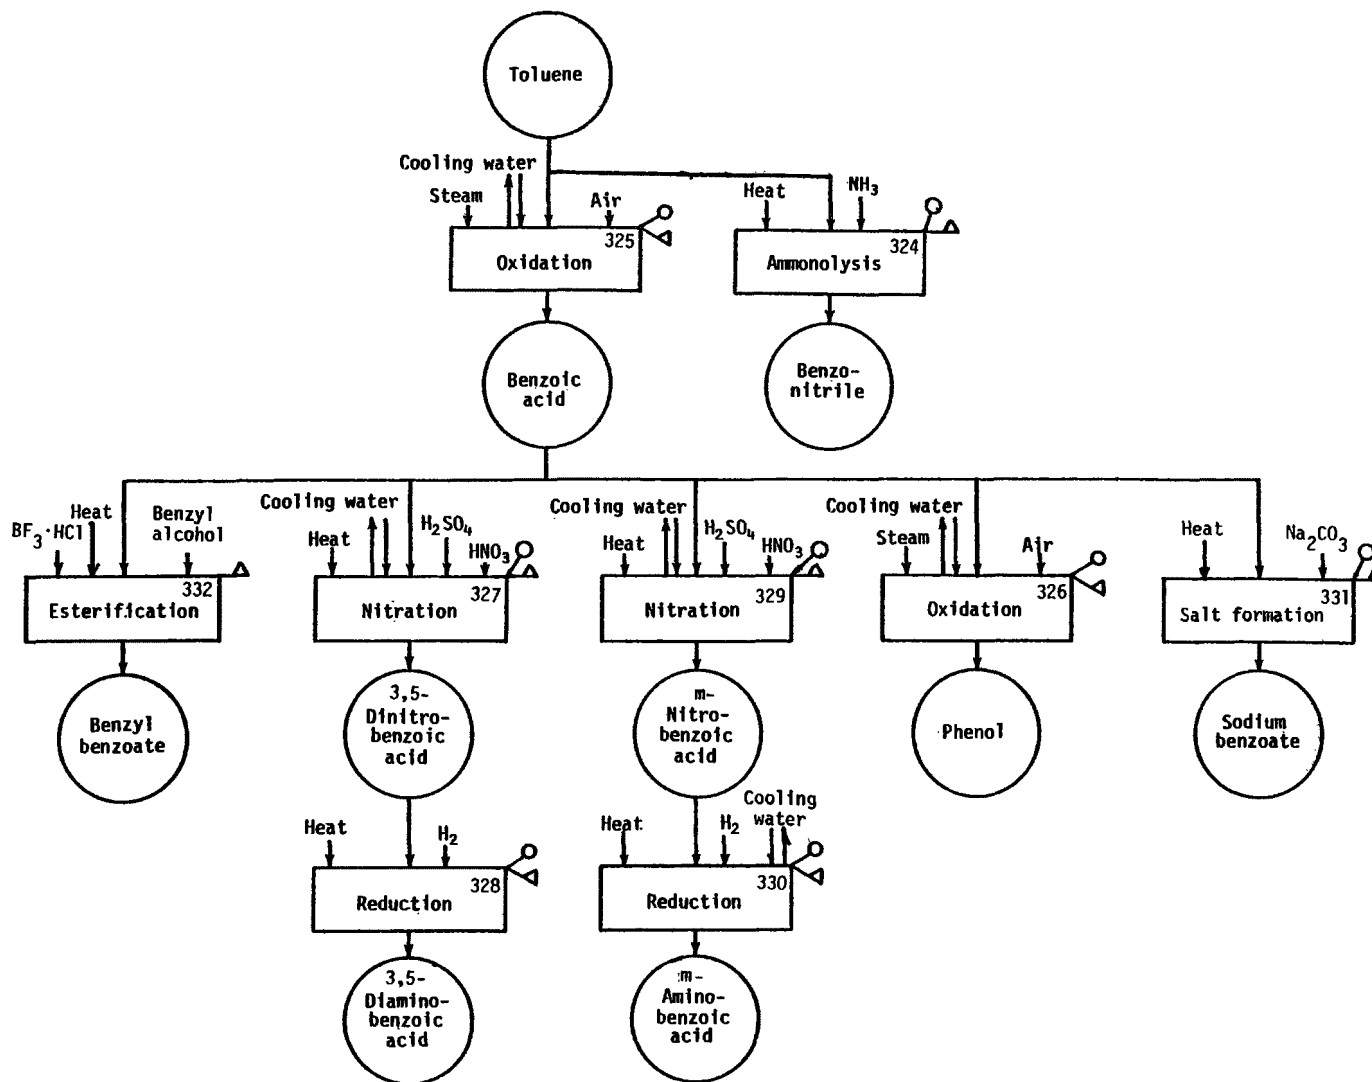 Toluene
Cooling water
Steam
Air
325
Oxidation
Heat
NH3
324
Ammonolysis
Benzoic
acid
Benzo-
nitrile
BF3·HCl
Heat
Benzyl
alcohol
332
Esterification
Cooling water
Heat
H2SO4
HNO3
327
Nitration
Cooling water
Heat
H2SO4
HNO3
329
Nitration
Cooling water
Steam
Air
326
Oxidation
Heat
Na2CO3
331
Salt formation
Benzyl
benzoate
3,5-
Dinitro-
benzoic
acid
m-
Nitro-
benzoic
acid
Phenol
Sodium
benzoate
Heat
H2
328
Reduction
Heat
H2
Cooling
water
330
Reduction
3,5-
Diamino-
benzoic
acid
m-
Amino-
benzoic
acid